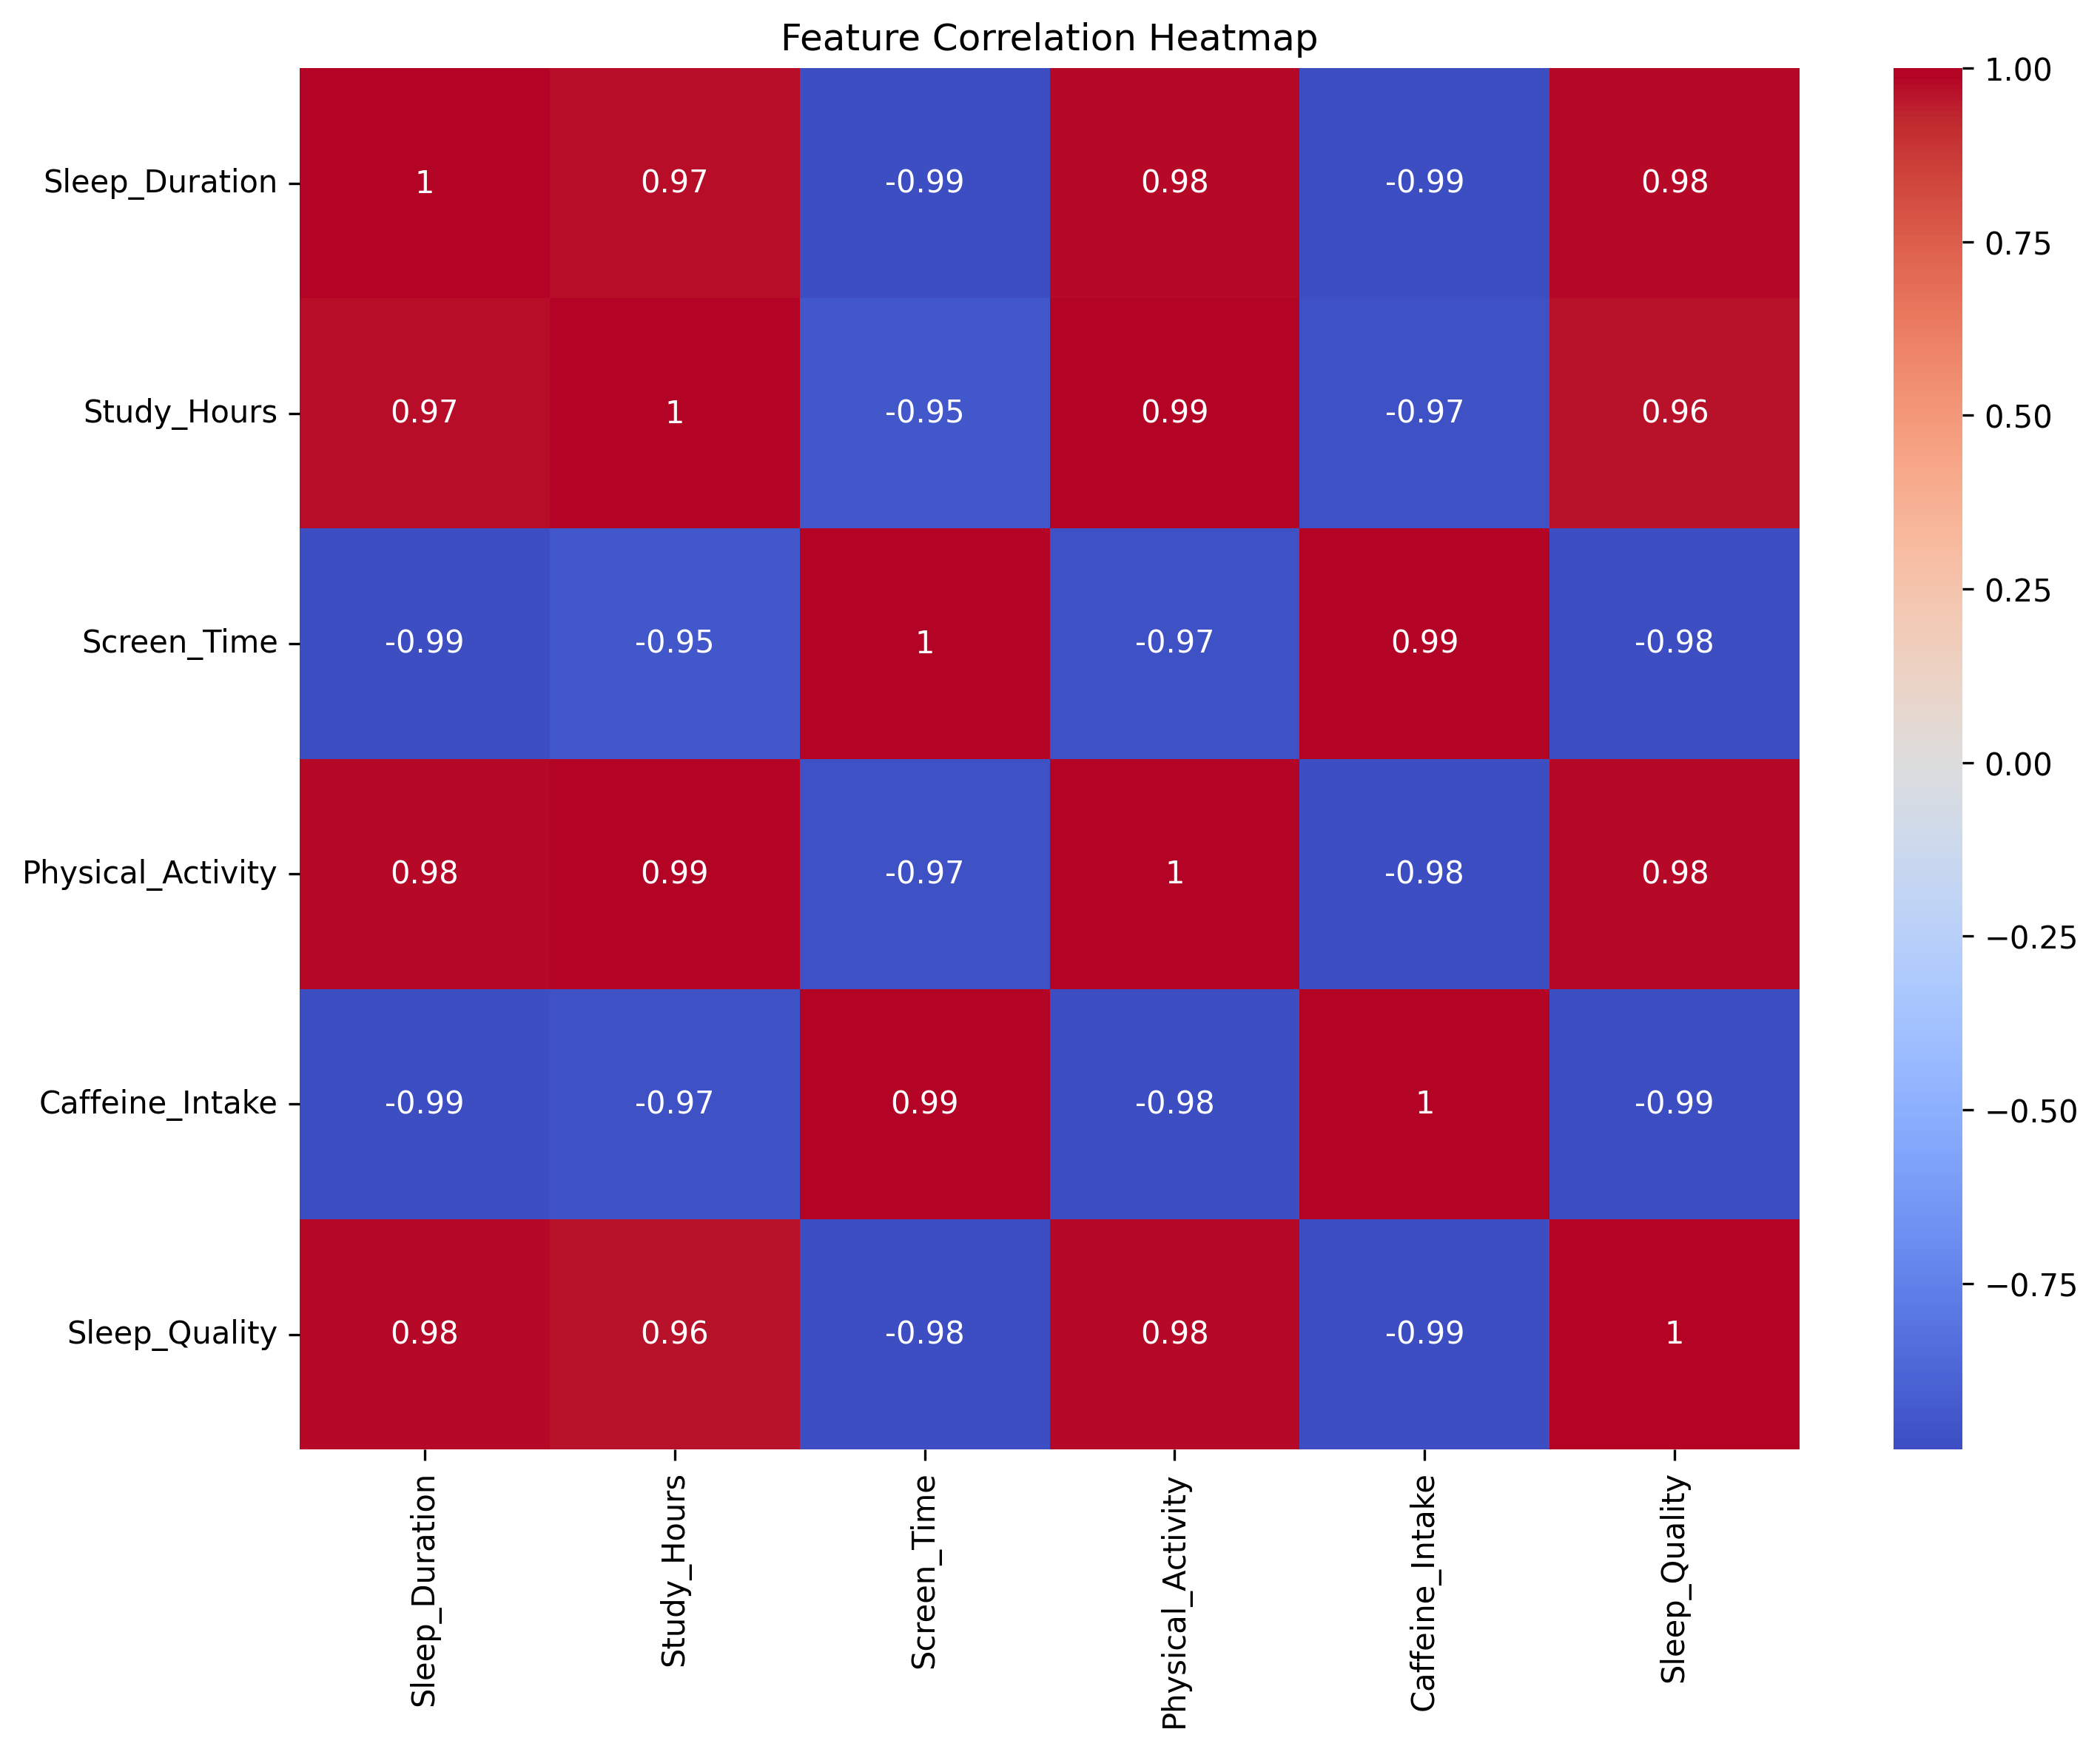 Feature Correlation Heatmap
Sleep_Duration 1 0.97 -0.99 0.98 -0.99 0.98
Study_Hours 0.97 1 -0.95 0.99 -0.97 0.96
Screen_Time -0.99 -0.95 1 -0.97 0.99 -0.98
Physical_Activity 0.98 0.99 -0.97 1 -0.98 0.98
Caffeine_Intake -0.99 -0.97 0.99 -0.98 1 -0.99
Sleep_Quality 0.98 0.96 -0.98 0.98 -0.99 1
Sleep_Duration
Study_Hours
Screen_Time
Physical_Activity
Caffeine_Intake
Sleep_Quality
1.00
0.75
0.50
0.25
0.00
−0.25
−0.50
−0.75